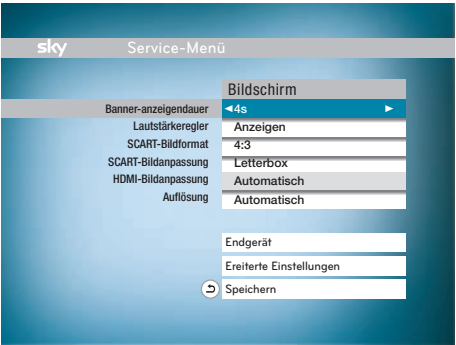 sky Service-Menü
Bildschirm
Banner-anzeigendauer 4s
Lautstärkeregler Anzeigen
SCART-Bildformat 4:3
SCART-Bildanpassung Letterbox
HDMI-Bildanpassung Automatisch
Auflösung Automatisch
Endgerät
Ereiterte Einstellungen
Speichern